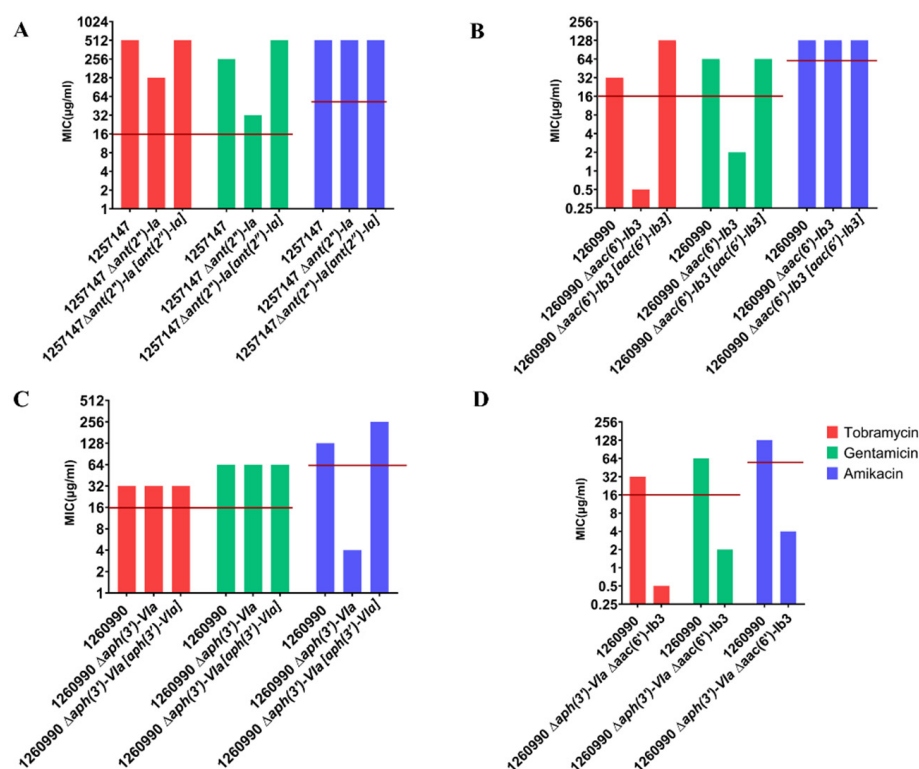 A
MIC(µg/ml)
1024
512
256
128
64
32
16
8
4
2
1
1257147
1257147 Δant(2")-Ia
1257147Δant(2")-Ia [ant(2")-Ia]
1257147
1257147 Δant(2")-Ia
1257147Δant(2")-Ia [ant(2")-Ia]
1257147
1257147 Δant(2")-Ia
1257147Δant(2")-Ia [ant(2")-Ia]
B
MIC(µg/ml)
256
128
64
32
16
8
4
2
1
0.5
0.25
1260990
1260990 Δaac(6')-Ib3
1260990 Δaac(6')-Ib3 [aac(6')-Ib3]
1260990
1260990 Δaac(6')-Ib3
1260990 Δaac(6')-Ib3 [aac(6')-Ib3]
1260990
1260990 Δaac(6')-Ib3
1260990 Δaac(6')-Ib3 [aac(6')-Ib3]
C
MIC(µg/ml)
512
256
128
64
32
16
8
4
2
1
1260990
1260990 Δaph(3')-VIa
1260990 Δaph(3')-VIa [aph(3')-VIa]
1260990
1260990 Δaph(3')-VIa
1260990 Δaph(3')-VIa [aph(3')-VIa]
1260990
1260990 Δaph(3')-VIa
1260990 Δaph(3')-VIa [aph(3')-VIa]
D
MIC(µg/ml)
256
128
64
32
16
8
4
2
1
0.5
0.25
1260990
1260990 Δaph(3')-VIa Δaac(6')-Ib3
1260990
1260990 Δaph(3')-VIa Δaac(6')-Ib3
1260990
1260990 Δaph(3')-VIa Δaac(6')-Ib3
Tobramycin
Gentamicin
Amikacin